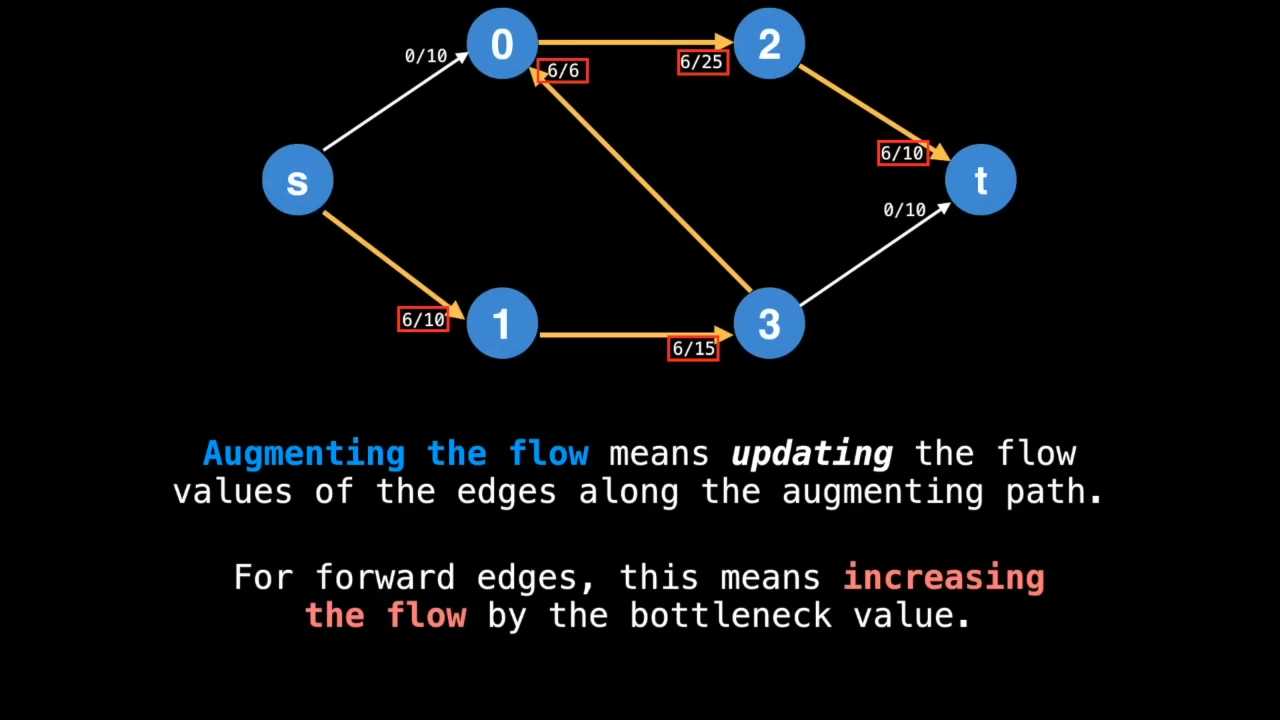 0
2
0/10
6/6
6/25
6/10
s
t
0/10
6/10
1
3
6/15
Augmenting the flow means updating the flow
values of the edges along the augmenting path.
For forward edges, this means increasing
the flow by the bottleneck value.